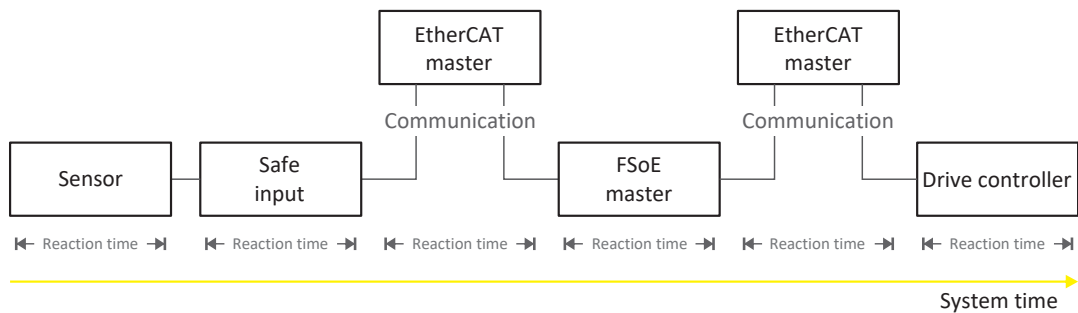 EtherCAT
master
EtherCAT
master
Communication
Communication
Sensor
Safe
input
FSoE
master
Drive controller
Reaction time
Reaction time
Reaction time
Reaction time
Reaction time
Reaction time
System time